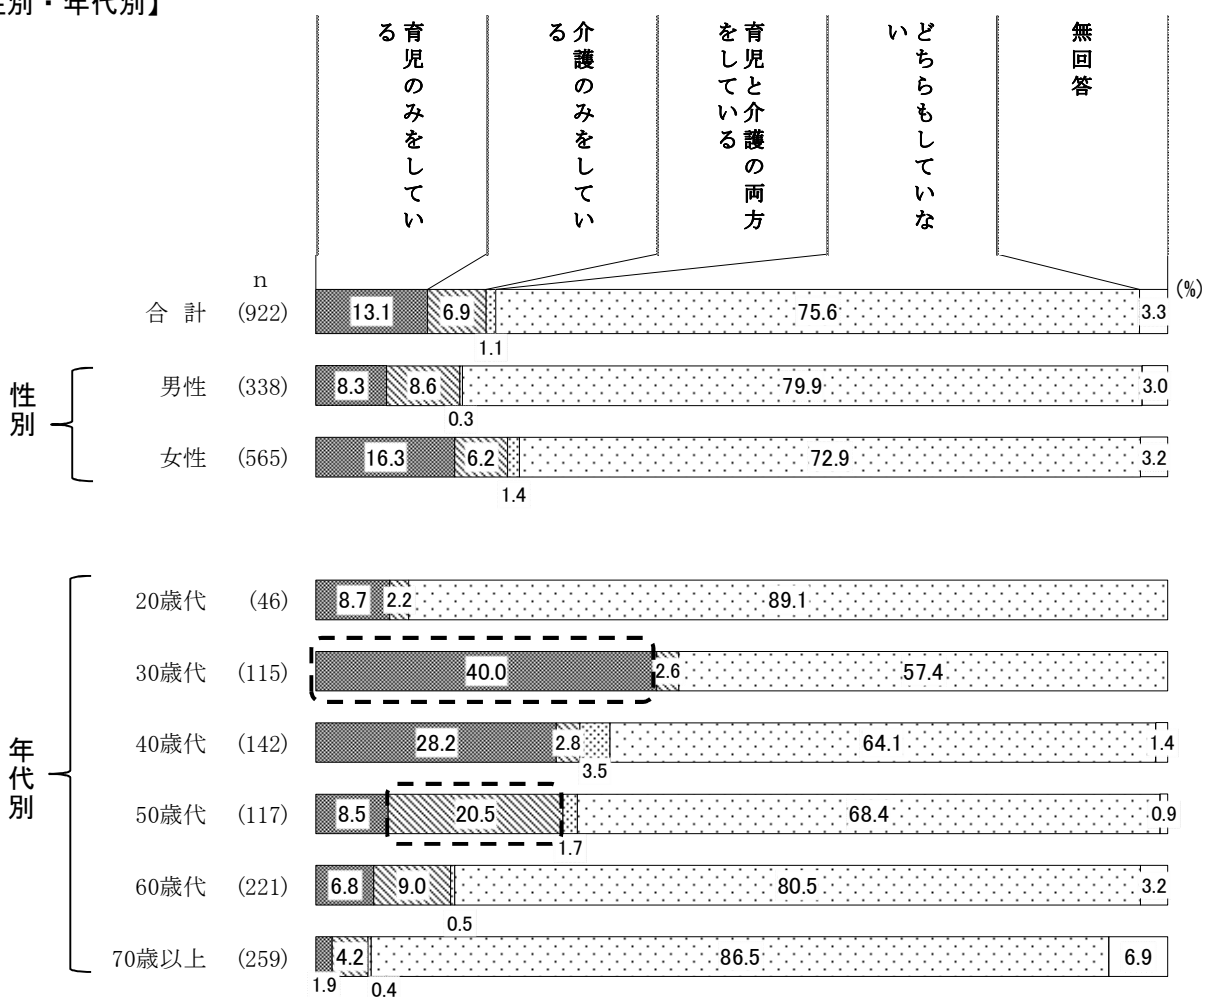 性別・年代別】
育児のみをしてい
る
介護のみをしてい
る
育児と介護の両方
をしている
どちらもしていな
い
無回答
n
(%)
合 計 (922) 13.1 6.9 1.1 75.6 3.3
性別
男性 (338) 8.3 8.6 0.3 79.9 3.0
女性 (565) 16.3 6.2 1.4 72.9 3.2
年代別
20歳代 (46) 8.7 2.2 89.1
30歳代 (115) 40.0 2.6 57.4
40歳代 (142) 28.2 2.8 3.5 64.1 1.4
50歳代 (117) 8.5 20.5 1.7 68.4 0.9
60歳代 (221) 6.8 9.0 0.5 80.5 3.2
70歳以上 (259) 1.9 4.2 0.4 86.5 6.9